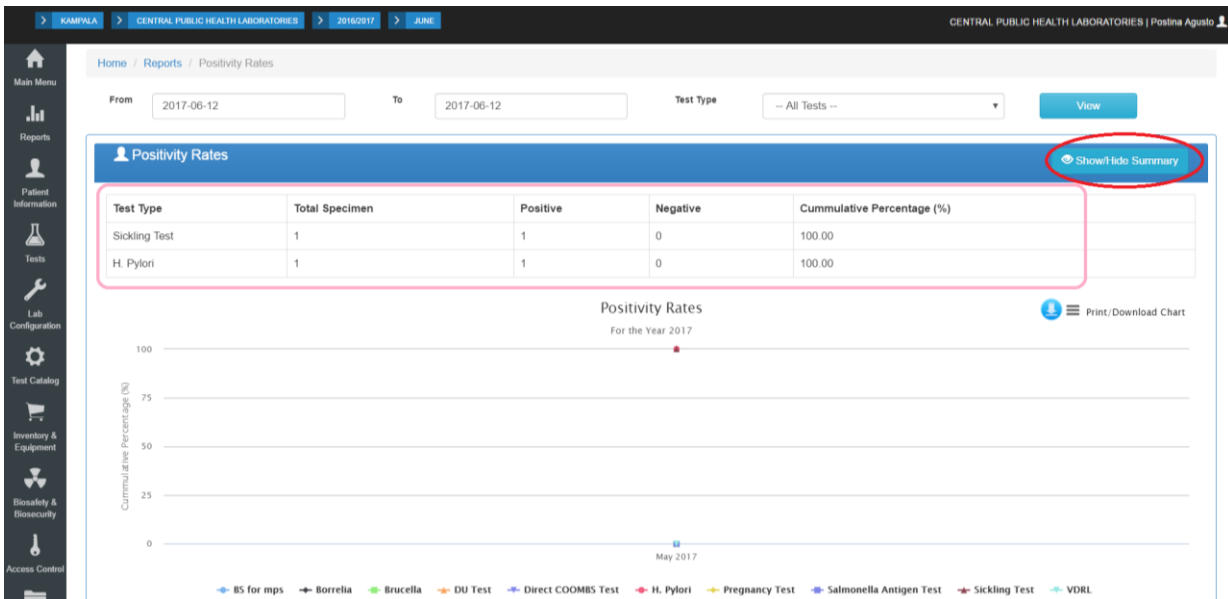 KAMPALA CENTRAL PUBLIC HEALTH LABORATORIES 2016/2017 JUNE
CENTRAL PUBLIC HEALTH LABORATORIES | Postina Agusto
Main Menu
Reports
Patient
Information
Tests
Lab
Configuration
Test Catalog
Inventory &
Equipment
Biosafety &
Biosecurity
Access Control
Home / Reports / Positivity Rates
From 2017-06-12 To 2017-06-12 Test Type -- All Tests -- View
Positivity Rates
Show/Hide Summary
Test Type Total Specimen Positive Negative Cummulative Percentage (%)
Sickling Test 1 1 0 100.00
H. Pylori 1 1 0 100.00
Positivity Rates
For the Year 2017
Print/Download Chart
Cummulative Percentage (%)
100
75
50
25
0
May 2017
BS for mps Borrelia Brucella DU Test Direct COOMBS Test H. Pylori Pregnancy Test Salmonella Antigen Test Sickling Test VDRL